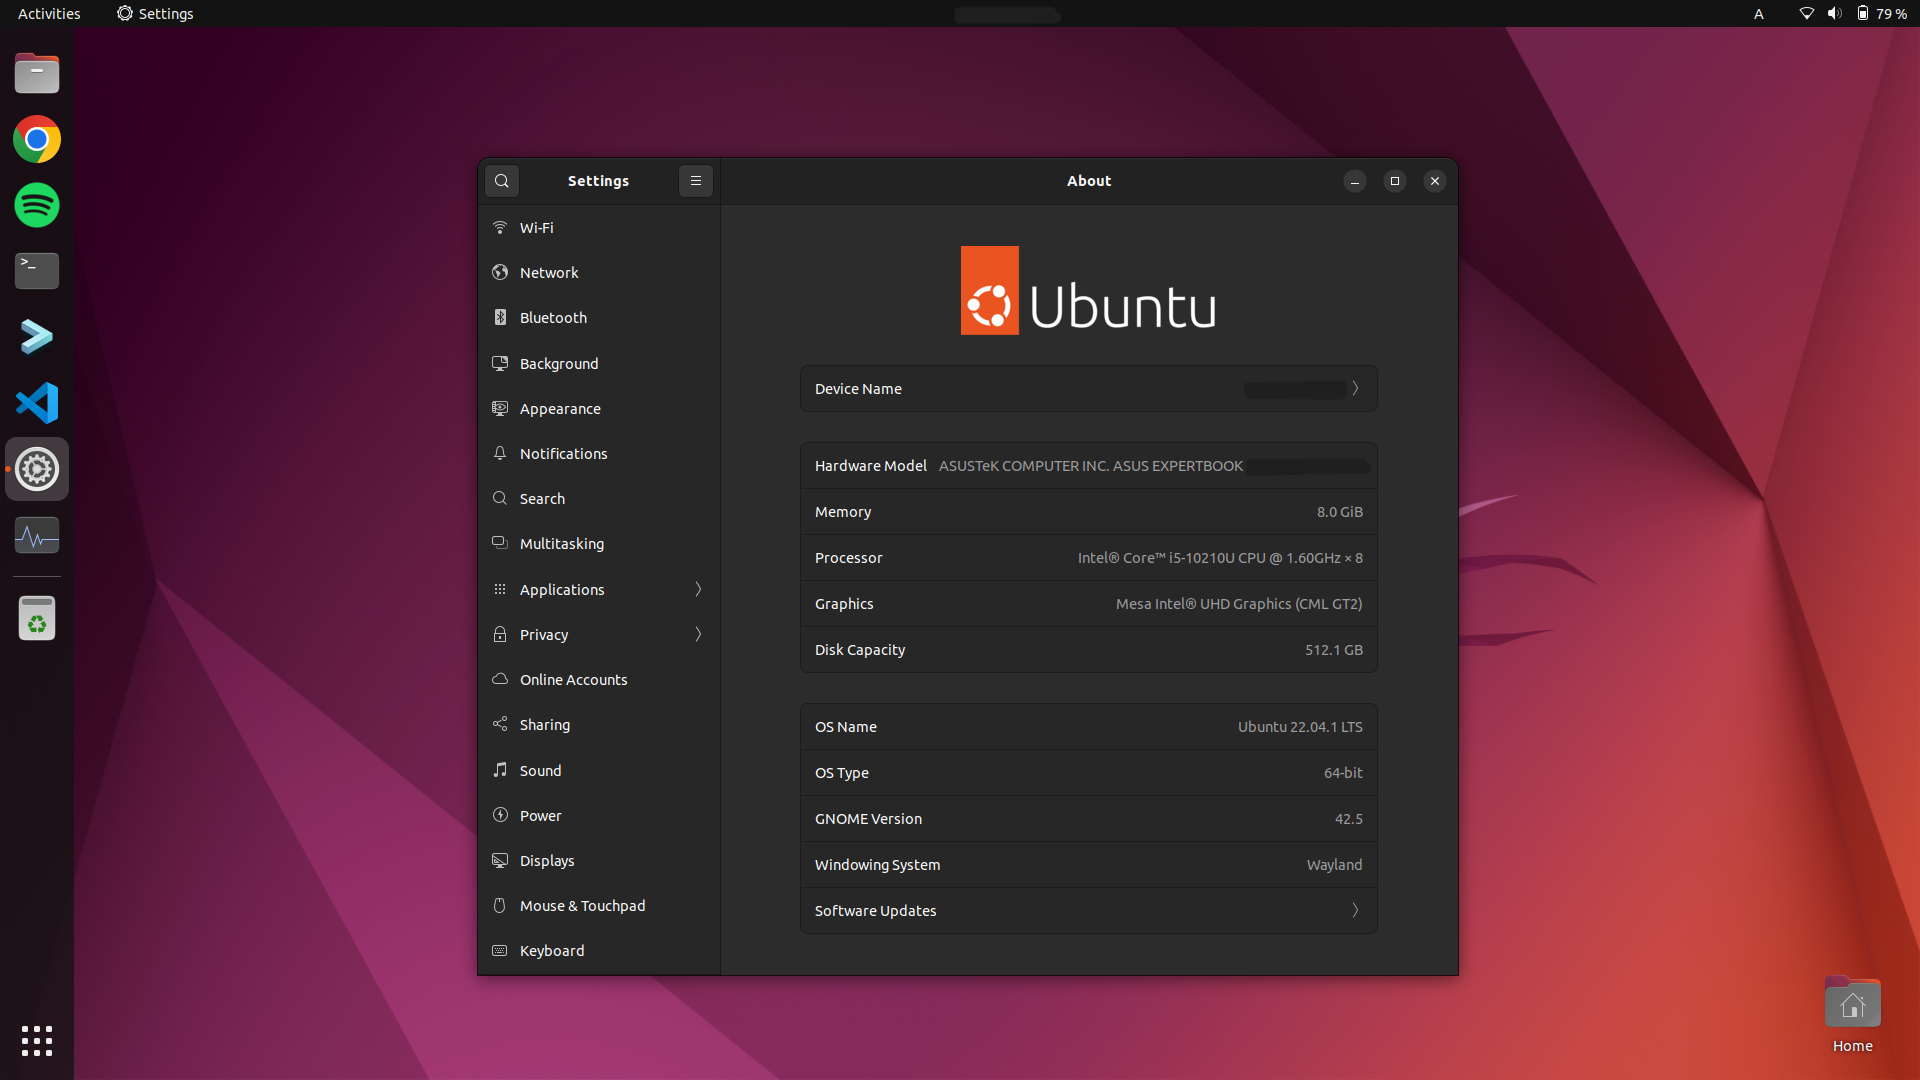 Activities Settings A 79 %
Settings About
Wi-Fi
Network
Bluetooth
Background
Appearance
Notifications
Search
Multitasking
Applications
Privacy
Online Accounts
Sharing
Sound
Power
Displays
Mouse & Touchpad
Keyboard
Ubuntu
Device Name
Hardware Model ASUSTeK COMPUTER INC. ASUS EXPERTBOOK
Memory 8.0 GiB
Processor Intel® Core™ i5-10210U CPU @ 1.60GHz × 8
Graphics Mesa Intel® UHD Graphics (CML GT2)
Disk Capacity 512.1 GB
OS Name Ubuntu 22.04.1 LTS
OS Type 64-bit
GNOME Version 42.5
Windowing System Wayland
Software Updates
>_
Home